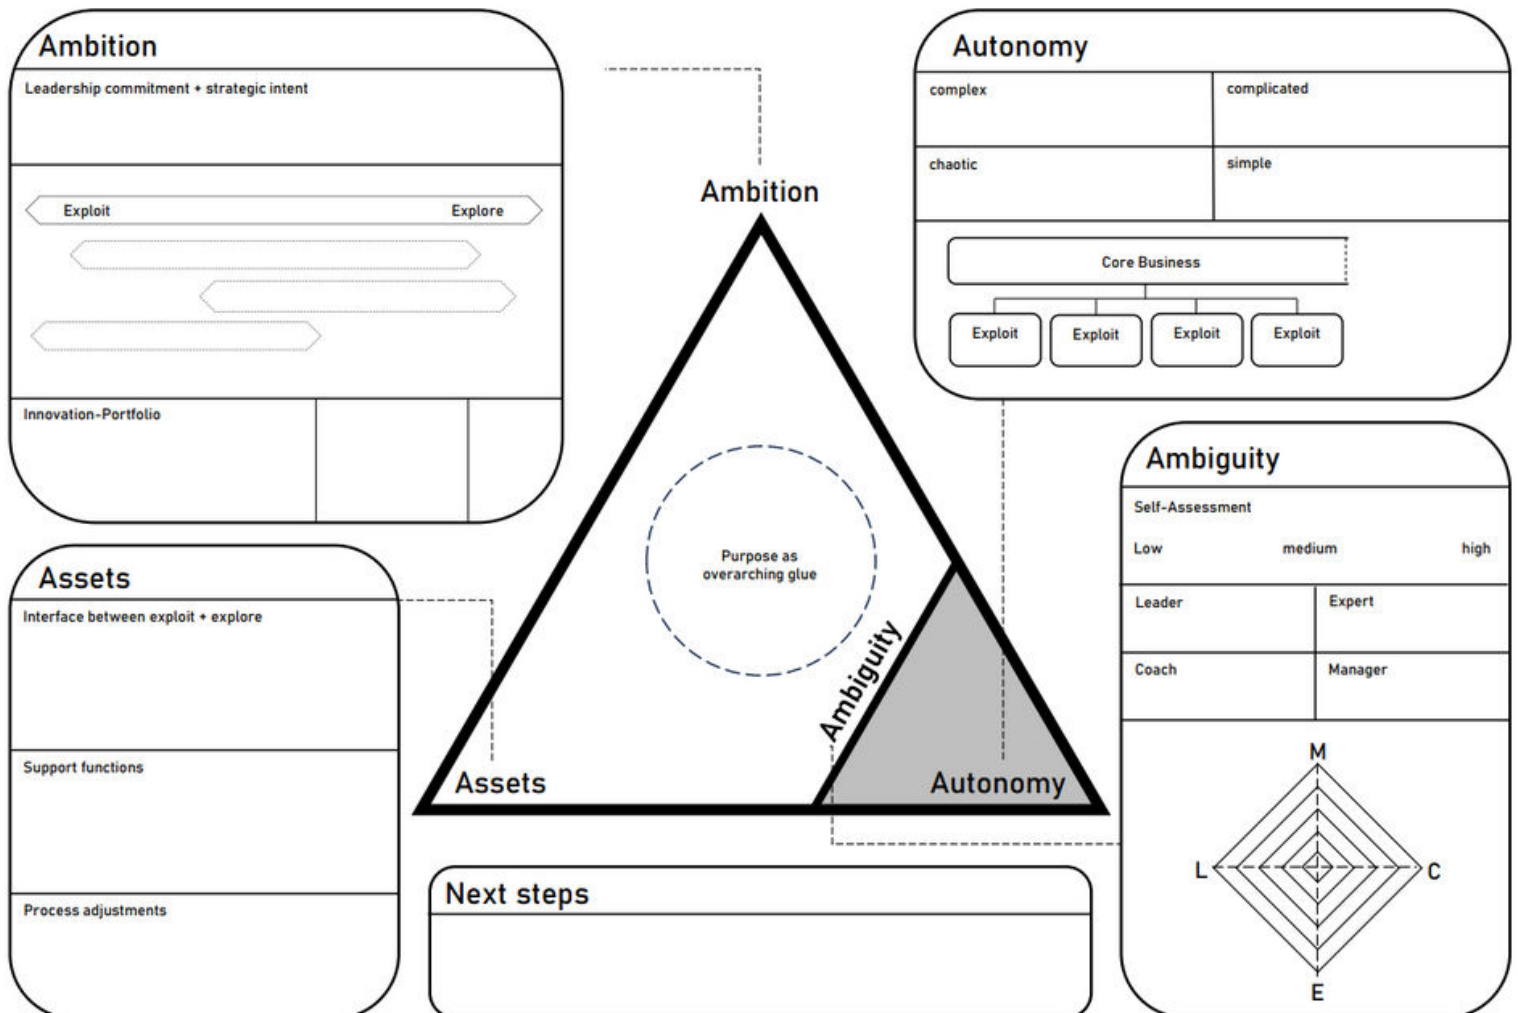 Ambition
Leadership commitment + strategic intent
Exploit Explore
Innovation-Portfolio
Assets
Interface between exploit + explore
Support functions
Process adjustments
Ambition
Purpose as
overarching glue
Ambiguity
Assets
Autonomy
Next steps
Autonomy
complex complicated
chaotic simple
Core Business
Exploit Exploit Exploit Exploit
Ambiguity
Self-Assessment
Low medium high
Leader Expert
Coach Manager
M
L C
E